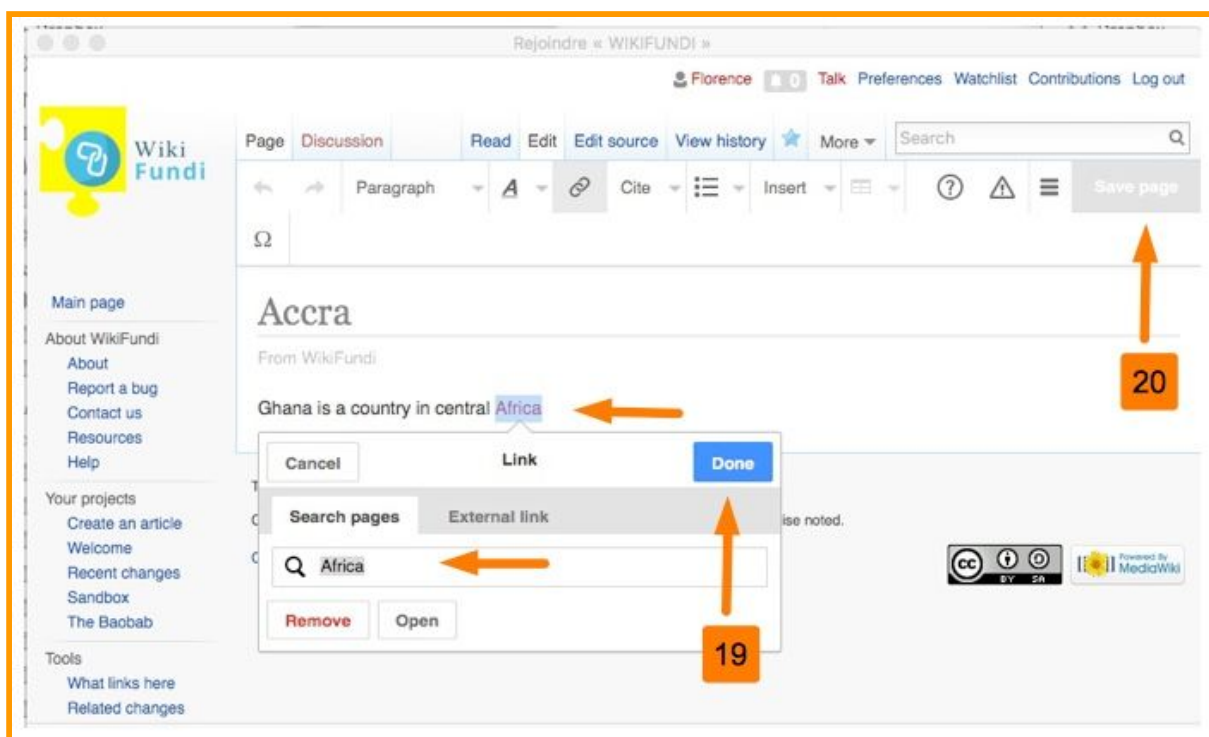 Rejoindre « WIKIFUNDI »
Florence 0 Talk Preferences Watchlist Contributions Log out
Wiki
Fundi
Page Discussion Read Edit Edit source View history More Search
Paragraph A Cite Insert Save page
Ω
Main page
About WikiFundi
About
Report a bug
Contact us
Resources
Help
Your projects
Create an article
Welcome
Recent changes
Sandbox
The Baobab
Tools
What links here
Related changes
Accra
From WikiFundi
Ghana is a country in central Africa
20
Cancel Link Done
Search pages External link
ise noted.
Africa
Remove Open
19
cc BY SA
Powered By
MediaWiki